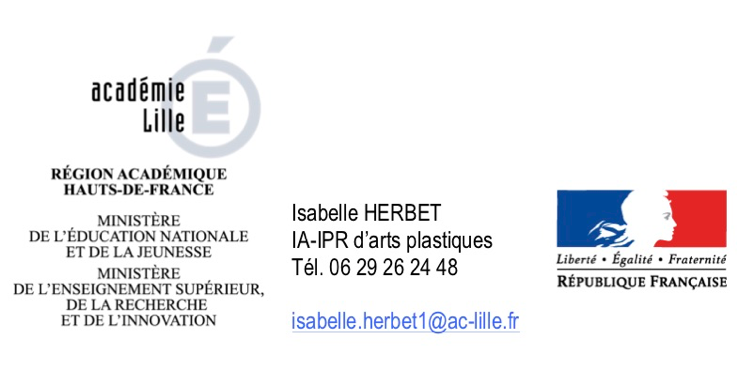 académie
Lille
É
RÉGION ACADÉMIQUE
HAUTS-DE-FRANCE
MINISTÈRE
DE L'ÉDUCATION NATIONALE
ET DE LA JEUNESSE
MINISTÈRE
DE L'ENSEIGNEMENT SUPÉRIEUR,
DE LA RECHERCHE
ET DE L'INNOVATION
Isabelle HERBET
IA-IPR d'arts plastiques
Tél. 06 29 26 24 48
isabelle.herbet1@ac-lille.fr
Liberté • Égalité • Fraternité
RÉPUBLIQUE FRANÇAISE